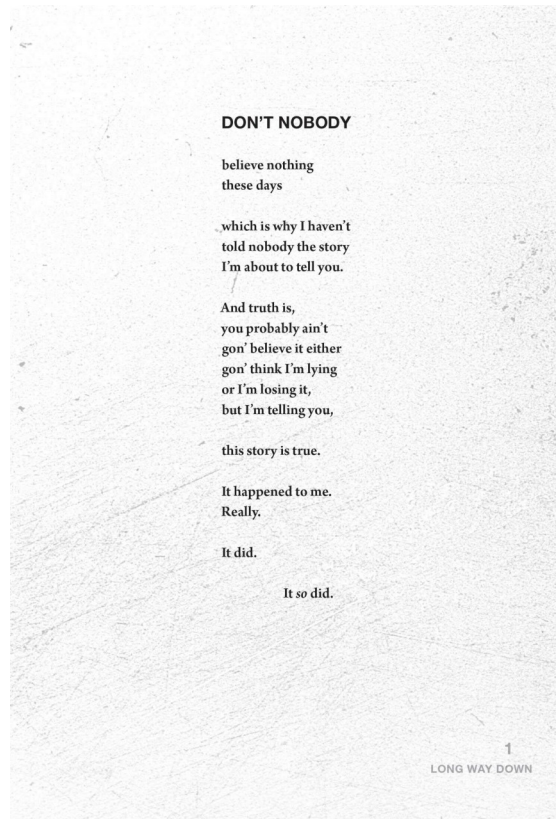 DON'T NOBODY
believe nothing
these days
which is why I haven't
told nobody the story
I'm about to tell you.
And truth is,
you probably ain't
gon' believe it either
gon' think I'm lying
or I'm losing it,
but I'm telling you,
this story is true.
It happened to me.
Really.
It did.
It so did.
1
LONG WAY DOWN